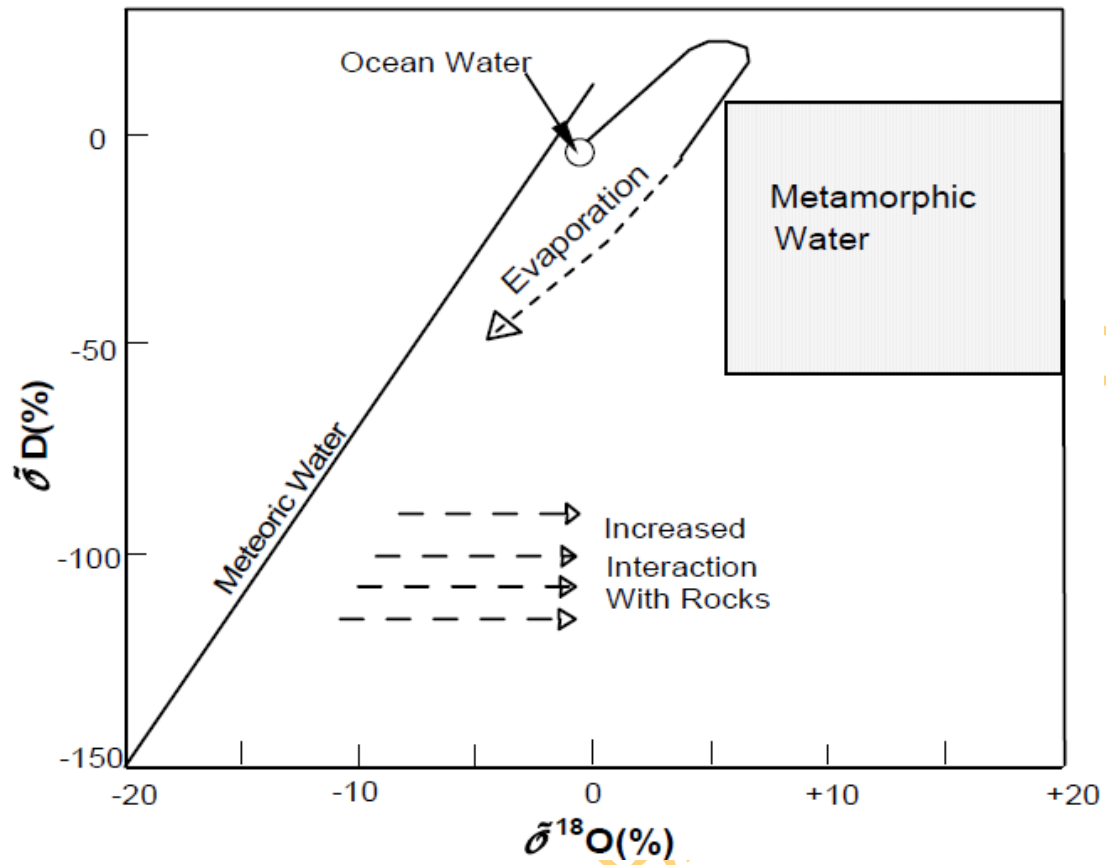 Ocean Water
0
Evaporation
Metamorphic
Water
-50
õ D(%)
Meteoric Water
-100
Increased
Interaction
With Rocks
-150
-20
-10
0
+10
+20
õ ¹⁸O(%)